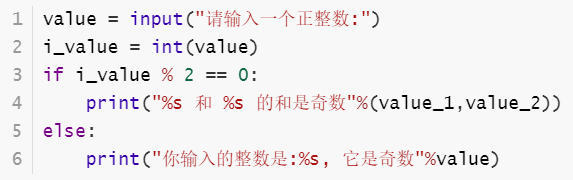 1 value = input("请输入一个正整数:")
2 i_value = int(value)
3 if i_value % 2 == 0:
4     print("%s 和 %s 的和是奇数"%(value_1,value_2))
5 else:
6     print("你输入的整数是:%s, 它是奇数"%value)